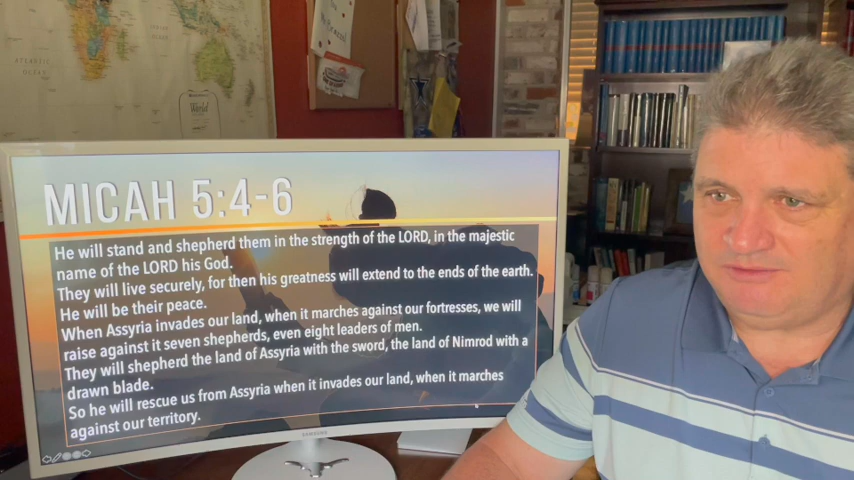 ATLANTIC
OCEAN
World
MICAH 5:4-6
He will stand and shepherd them in the strength of the LORD, in the majestic
name of the LORD his God.
They will live securely, for then his greatness will extend to the ends of the earth.
He will be their peace.
When Assyria invades our land, when it marches against our fortresses, we will
raise against it seven shepherds, even eight leaders of men.
They will shepherd the land of Assyria with the sword, the land of Nimrod with a
drawn blade.
So he will rescue us from Assyria when it invades our land, when it marches
against our territory.
SAMSUNG